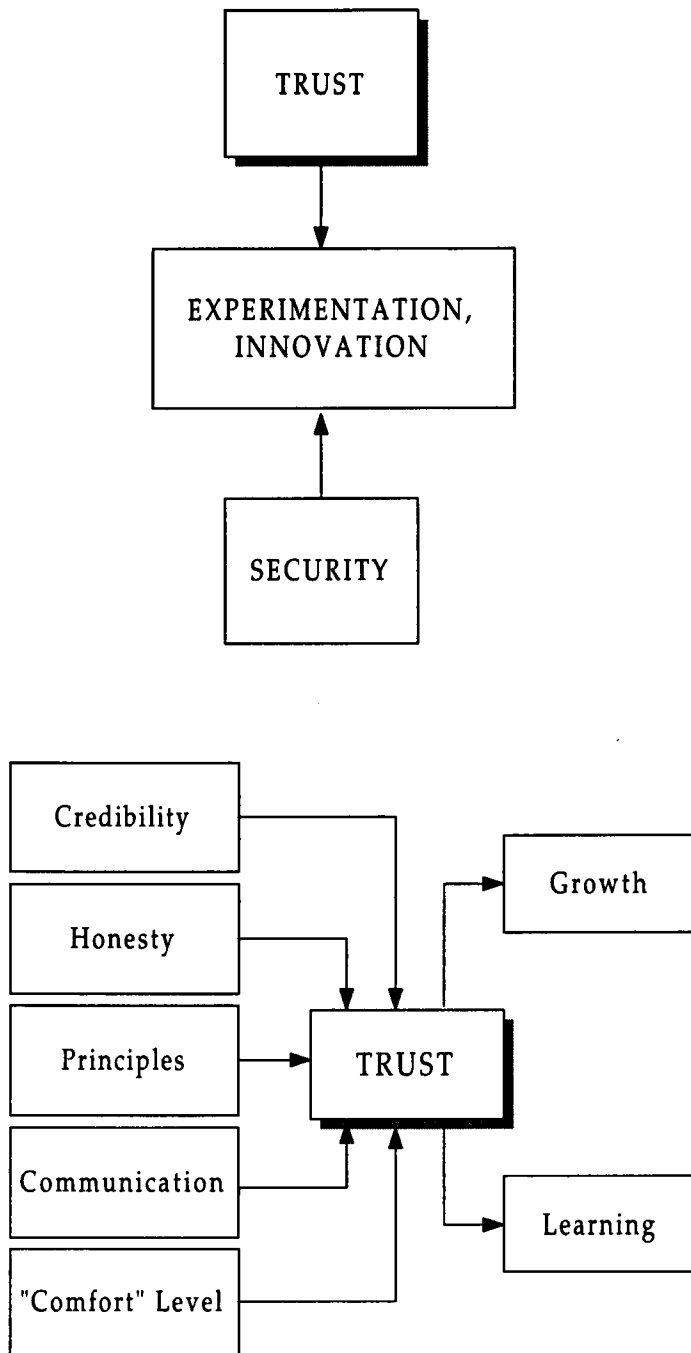 TRUST
EXPERIMENTATION,
INNOVATION
SECURITY
Credibility
Honesty
Principles
Communication
"Comfort" Level
TRUST
Growth
Learning